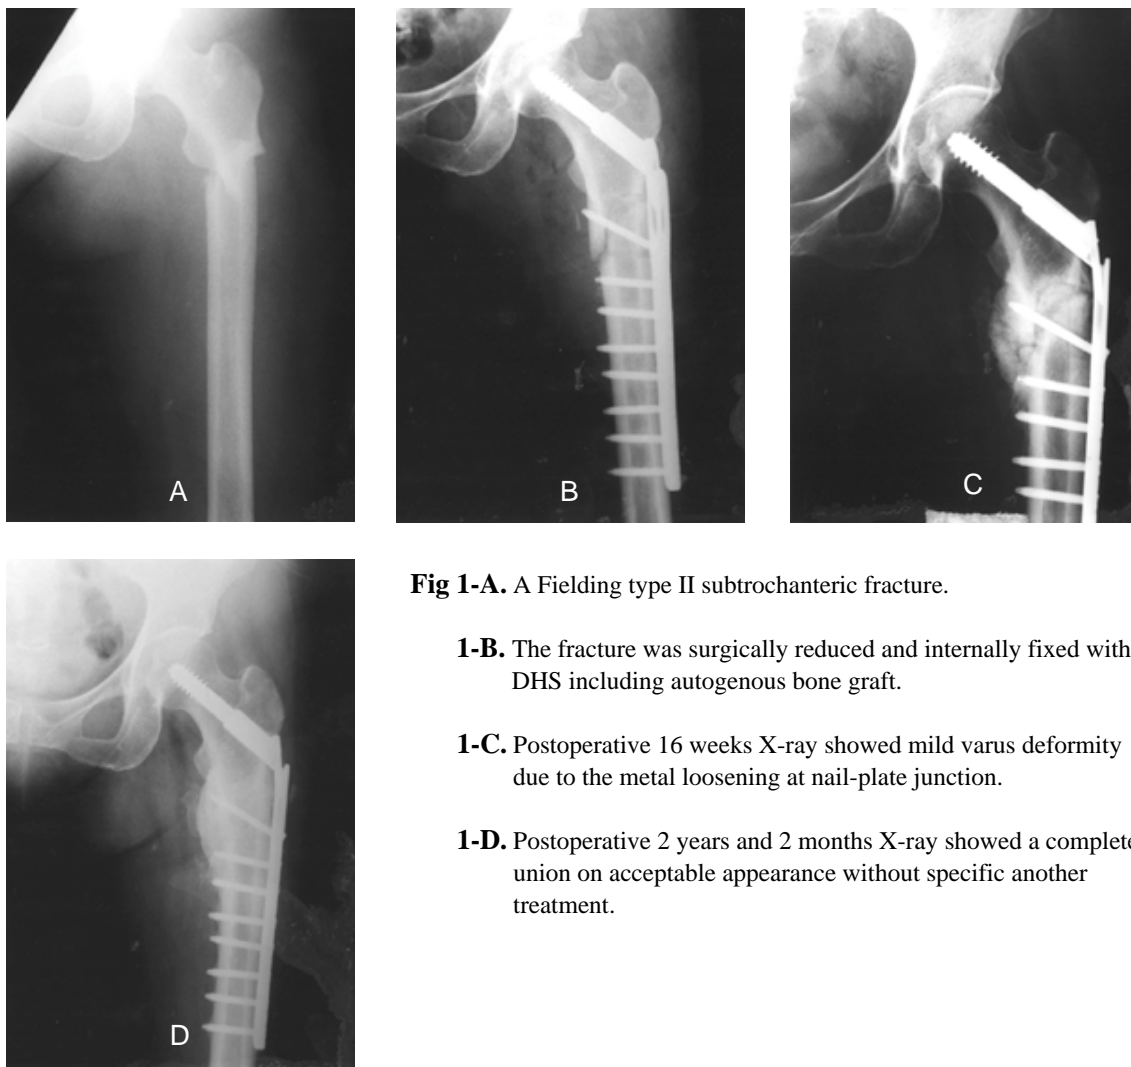 A
B
C
Fig 1-A. A Fielding type II subtrochanteric fracture.
1-B. The fracture was surgically reduced and internally fixed with
DHS including autogenous bone graft.
1-C. Postoperative 16 weeks X-ray showed mild varus deformity
due to the metal loosening at nail-plate junction.
1-D. Postoperative 2 years and 2 months X-ray showed a complete
union on acceptable appearance without specific another
treatment.
D